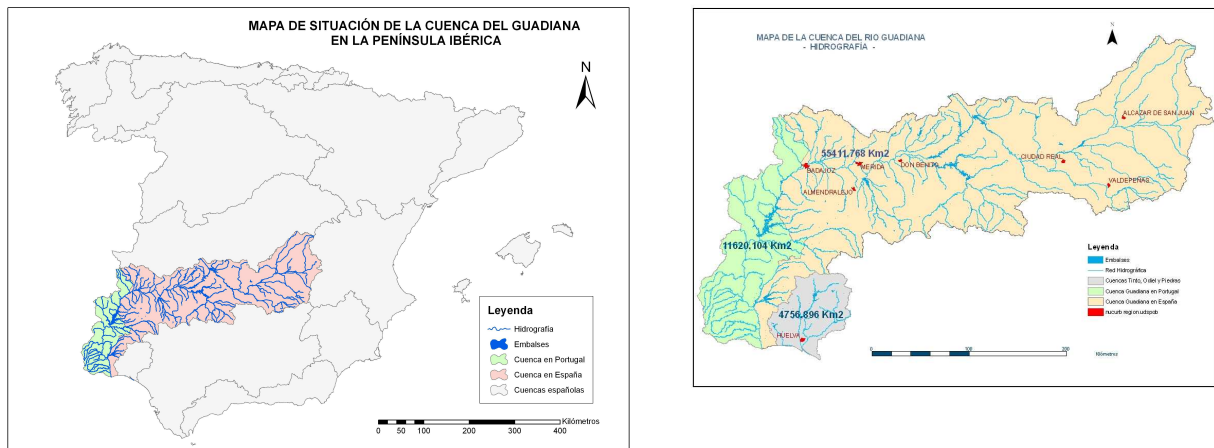 MAPA DE SITUACIÓN DE LA CUENCA DEL GUADIANA
EN LA PENÍNSULA IBÉRICA
N
Leyenda
Hidrografía
Embalses
Cuenca en Portugal
Cuenca en España
Cuencas españolas
Kilómetros
0 50 100 200 300 400
MAPA DE LA CUENCA DEL RIO GUADIANA
- HIDROGRAFÍA -
N
ALCAZAR DE SAN JUAN
55411.768 Km2
BADAJOZ
MERIDA
DON BENITO
CIUDAD REAL
ALMENDRALEJO
VALDEPEÑAS
11620.104 Km2
4756.896 Km2
HUELVA
Leyenda
Embalses
Red Hidrográfica
Cuencas Tinto, Odiel y Piedras
Cuenca Guadiana en Portugal
Cuenca Guadiana en España
nucurb region udspob
0 100 200
Kilómetros